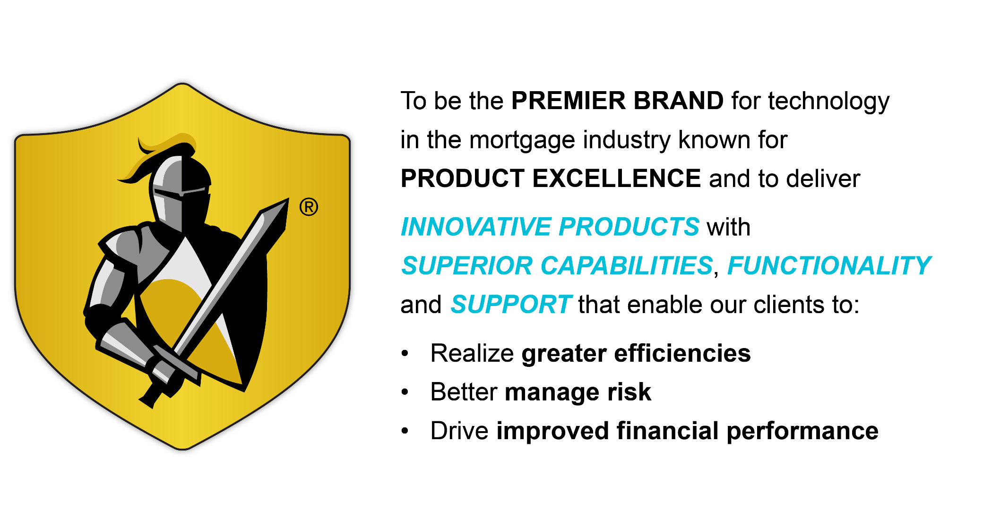 ®
To be the PREMIER BRAND for technology
in the mortgage industry known for
PRODUCT EXCELLENCE and to deliver
INNOVATIVE PRODUCTS with
SUPERIOR CAPABILITIES, FUNCTIONALITY
and SUPPORT that enable our clients to:
• Realize greater efficiencies
• Better manage risk
• Drive improved financial performance